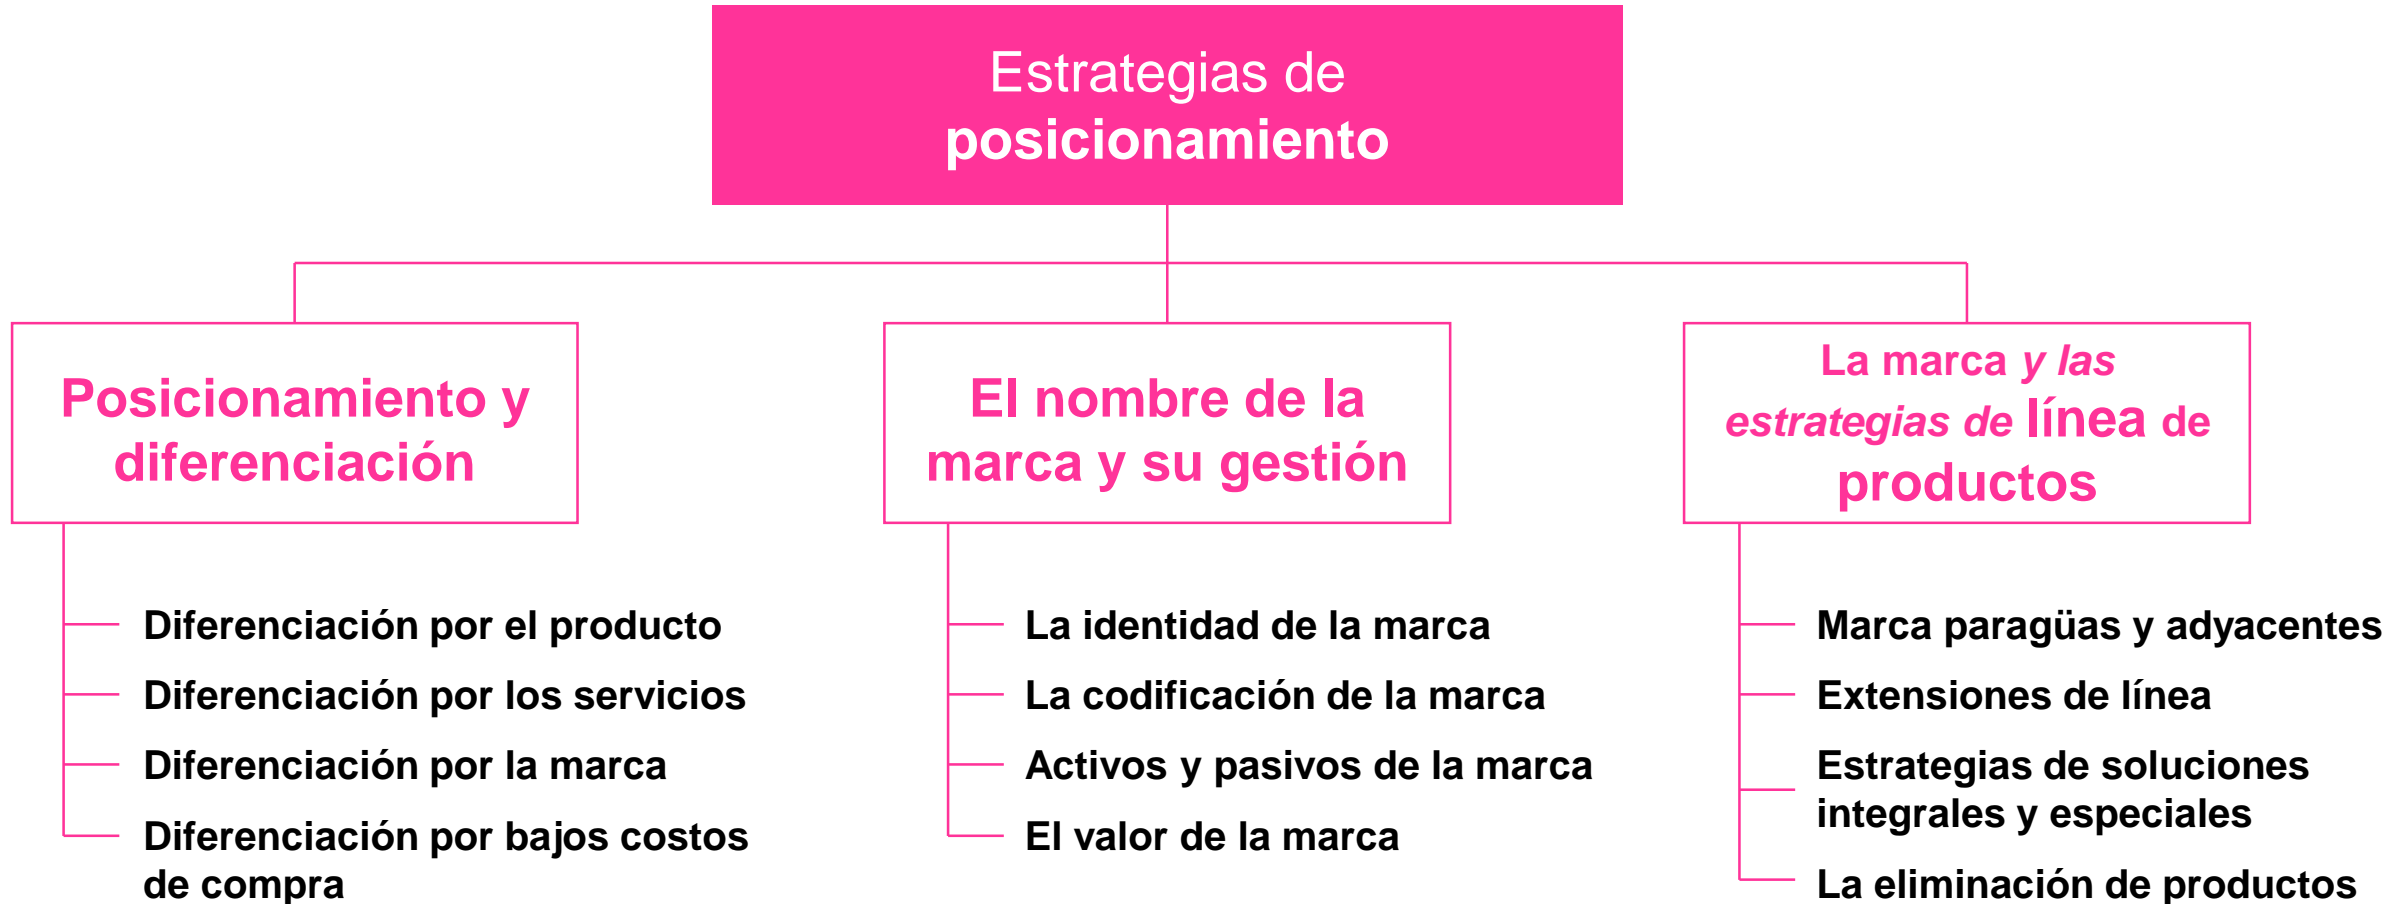 Estrategias de
posicionamiento
Posicionamiento y
diferenciación
Diferenciación por el producto
Diferenciación por los servicios
Diferenciación por la marca
Diferenciación por bajos costos
de compra
El nombre de la
marca y su gestión
La identidad de la marca
La codificación de la marca
Activos y pasivos de la marca
El valor de la marca
La marca y las
estrategias de línea de
productos
Marca paragüas y adyacentes
Extensiones de línea
Estrategias de soluciones
integrales y especiales
La eliminación de productos